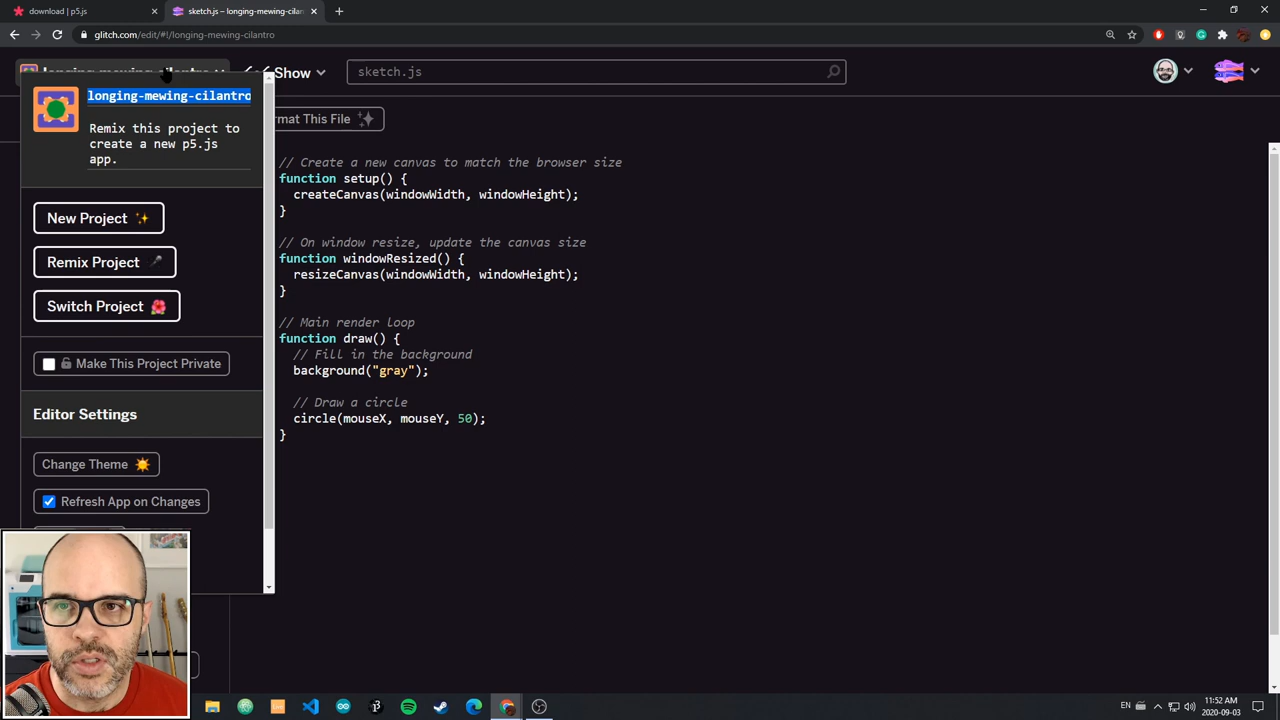 download | p5.js
sketch.js – longing-mewing-cilan
glitch.com/edit/#!/longing-mewing-cilantro
Show
sketch.js
longing-mewing-cilantro
Remix this project to
create a new p5.js
app.
rmat This File
New Project
Remix Project
Switch Project
Make This Project Private
Editor Settings
Change Theme
Refresh App on Changes
// Create a new canvas to match the browser size
function setup() {
createCanvas(windowWidth, windowHeight);
}
// On window resize, update the canvas size
function windowResized() {
resizeCanvas(windowWidth, windowHeight);
}
// Main render loop
function draw() {
// Fill in the background
background("gray");
// Draw a circle
circle(mouseX, mouseY, 50);
}
EN
11:52 AM
2020-09-03